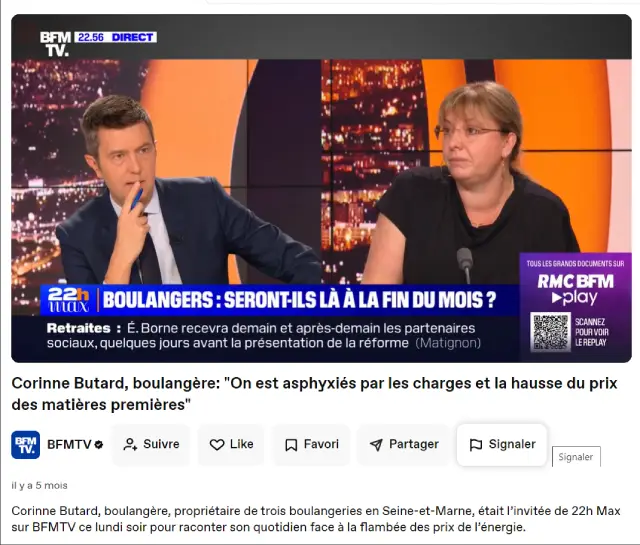 BFM
TV.
22.56 DIRECT
TOUS LES GRANDS DOCUMENTS SUR
RMC BFM
play
SCANNEZ
POUR VOIR
LE REPLAY
22h
max
BOULANGERS : SERONT-ILS LÀ À LA FIN DU MOIS ?
Retraites : É. Borne recevra demain et après-demain les partenaires
sociaux, quelques jours avant la présentation de la réforme (Matignon)
Corinne Butard, boulangère: "On est asphyxiés par les charges et la hausse du prix
des matières premières"
BFM
TV.
BFMTV
Suivre
Like
Favori
Partager
Signaler
Signaler
il y a 5 mois
Corinne Butard, boulangère, propriétaire de trois boulangeries en Seine-et-Marne, était l’invitée de 22h Max
sur BFMTV ce lundi soir pour raconter son quotidien face à la flambée des prix de l’énergie.